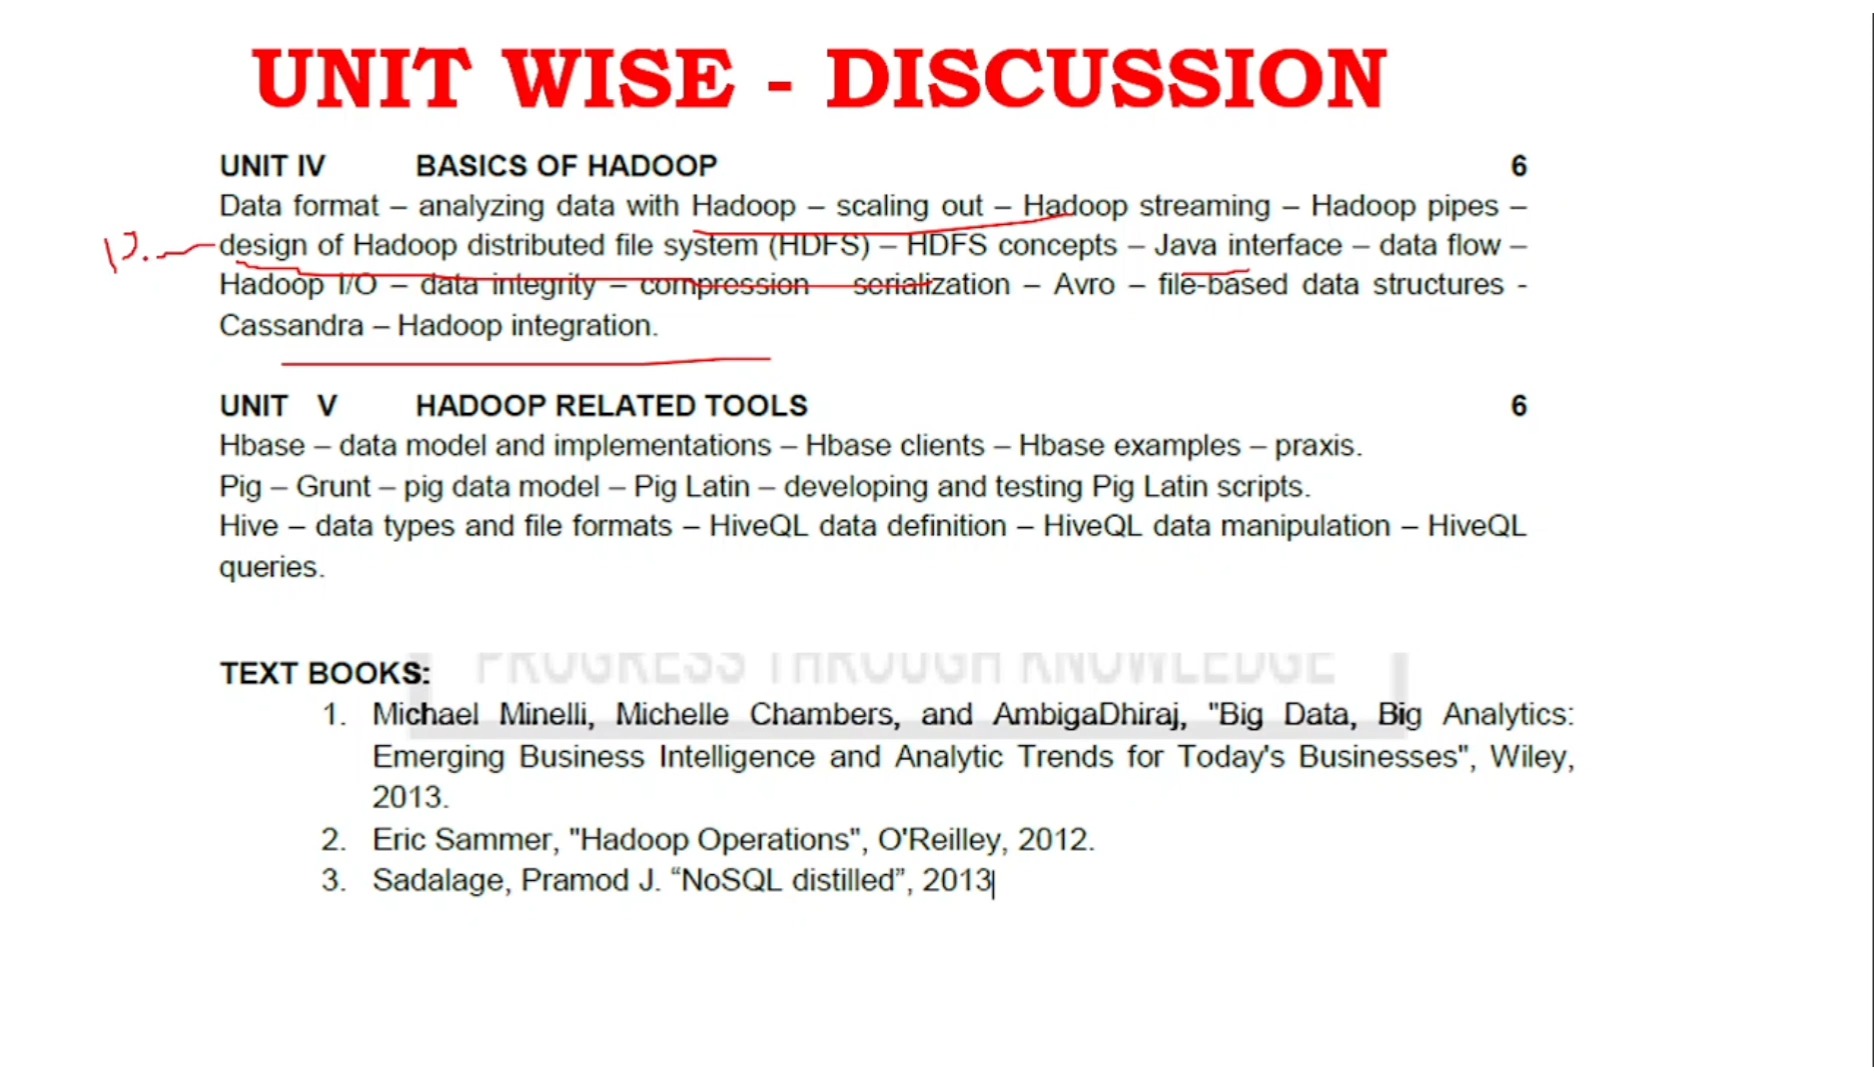 UNIT WISE - DISCUSSION
UNIT IV BASICS OF HADOOP 6
Data format – analyzing data with Hadoop – scaling out – Hadoop streaming – Hadoop pipes –
design of Hadoop distributed file system (HDFS) – HDFS concepts – Java interface – data flow –
Hadoop I/O – data integrity – compression – serialization – Avro – file-based data structures -
Cassandra – Hadoop integration.
UNIT V HADOOP RELATED TOOLS 6
Hbase – data model and implementations – Hbase clients – Hbase examples – praxis.
Pig – Grunt – pig data model – Pig Latin – developing and testing Pig Latin scripts.
Hive – data types and file formats – HiveQL data definition – HiveQL data manipulation – HiveQL
queries.
PROGRESS THROUGH KNOWLEDGE
TEXT BOOKS:
1. Michael Minelli, Michelle Chambers, and AmbigaDhiraj, "Big Data, Big Analytics:
Emerging Business Intelligence and Analytic Trends for Today's Businesses", Wiley,
2013.
2. Eric Sammer, "Hadoop Operations", O'Reilley, 2012.
3. Sadalage, Pramod J. “NoSQL distilled”, 2013